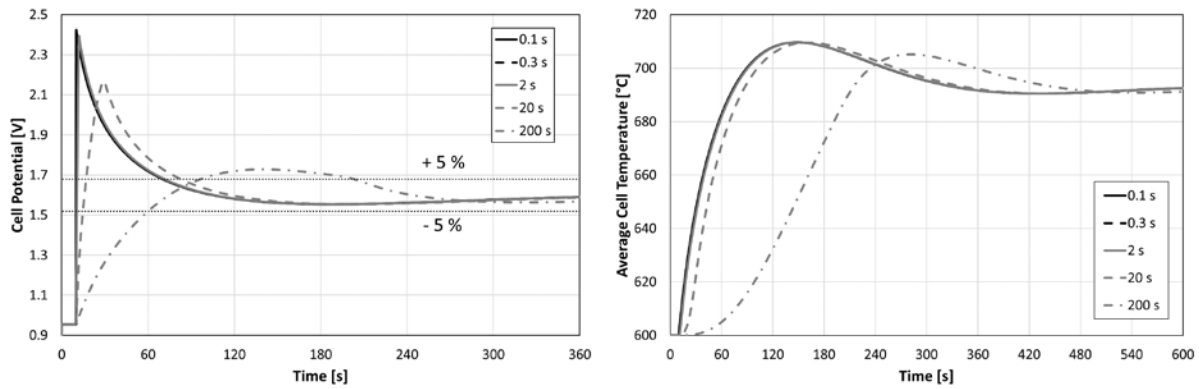 2.5
2.3
2.1
1.9
1.7
1.5
1.3
1.1
0.9
Cell Potential [V]
0.1 s
0.3 s
2 s
20 s
200 s
+ 5 %
- 5 %
0 60 120 180 240 300 360
Time [s]
700
680
660
640
620
600
Average Cell Temperature [°C]
0.1 s
0.3 s
2 s
20 s
200 s
0 60 120 180 240 300 360 420 480 540 600
Time [s]